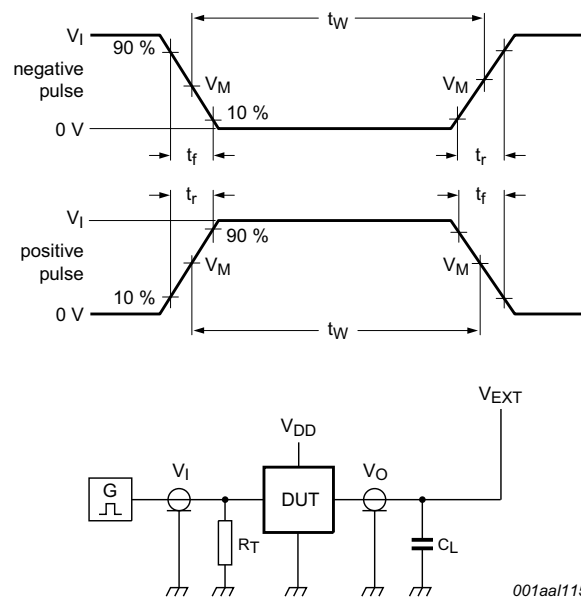 V_I
t_W
90 %
negative
pulse
V_M
V_M
10 %
0 V
t_f
t_r
t_r
t_f
V_I
90 %
positive
pulse
V_M
V_M
10 %
0 V
t_W
V_EXT
V_DD
V_I
V_O
G
DUT
R_T
C_L